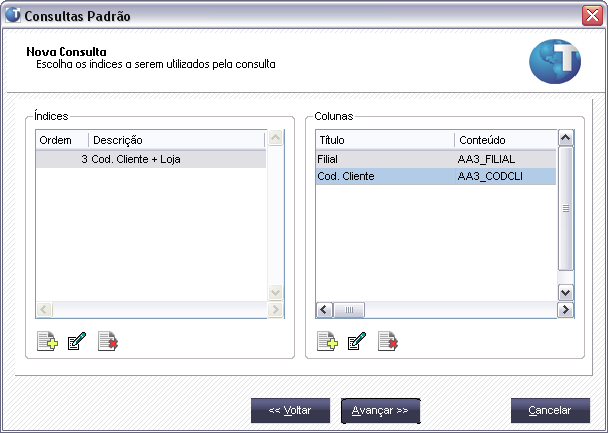 Consultas Padrão
Nova Consulta
Escolha os índices a serem utilizados pela consulta
T
Índices
Ordem Descrição
3 Cod. Cliente + Loja
Colunas
Título Conteúdo
Filial AA3_FILIAL
Cod. Cliente AA3_CODCLI
<< Voltar
Avançar >>
Cancelar